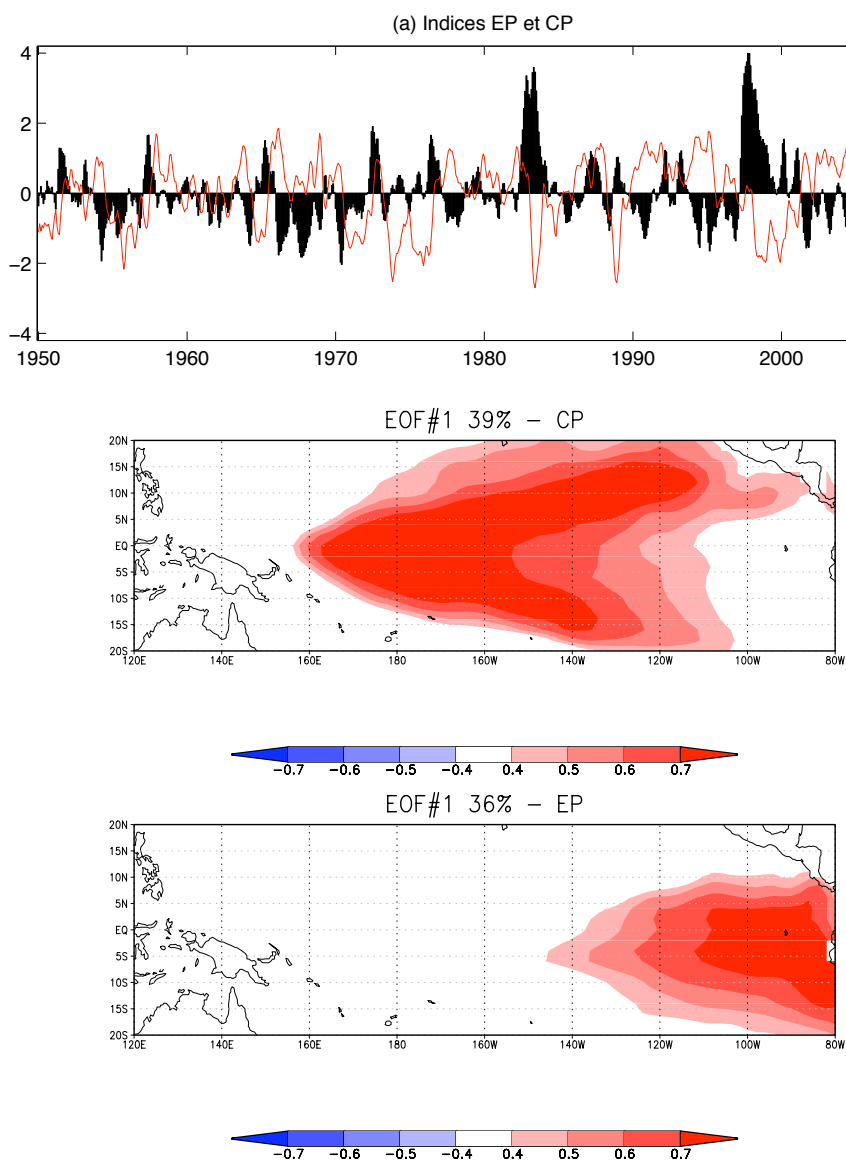 (a) Indices EP et CP
4
2
0
−2
−4
1950 1960 1970 1980 1990 2000
EOF#1 39% − CP
20N
15N
10N
5N
EQ
5S
10S
15S
20S
120E 140E 160E 180 160W 140W 120W 100W 80W
−0.7 −0.6 −0.5 −0.4 0.4 0.5 0.6 0.7
EOF#1 36% − EP
20N
15N
10N
5N
EQ
5S
10S
15S
20S
120E 140E 160E 180 160W 140W 120W 100W 80W
−0.7 −0.6 −0.5 −0.4 0.4 0.5 0.6 0.7